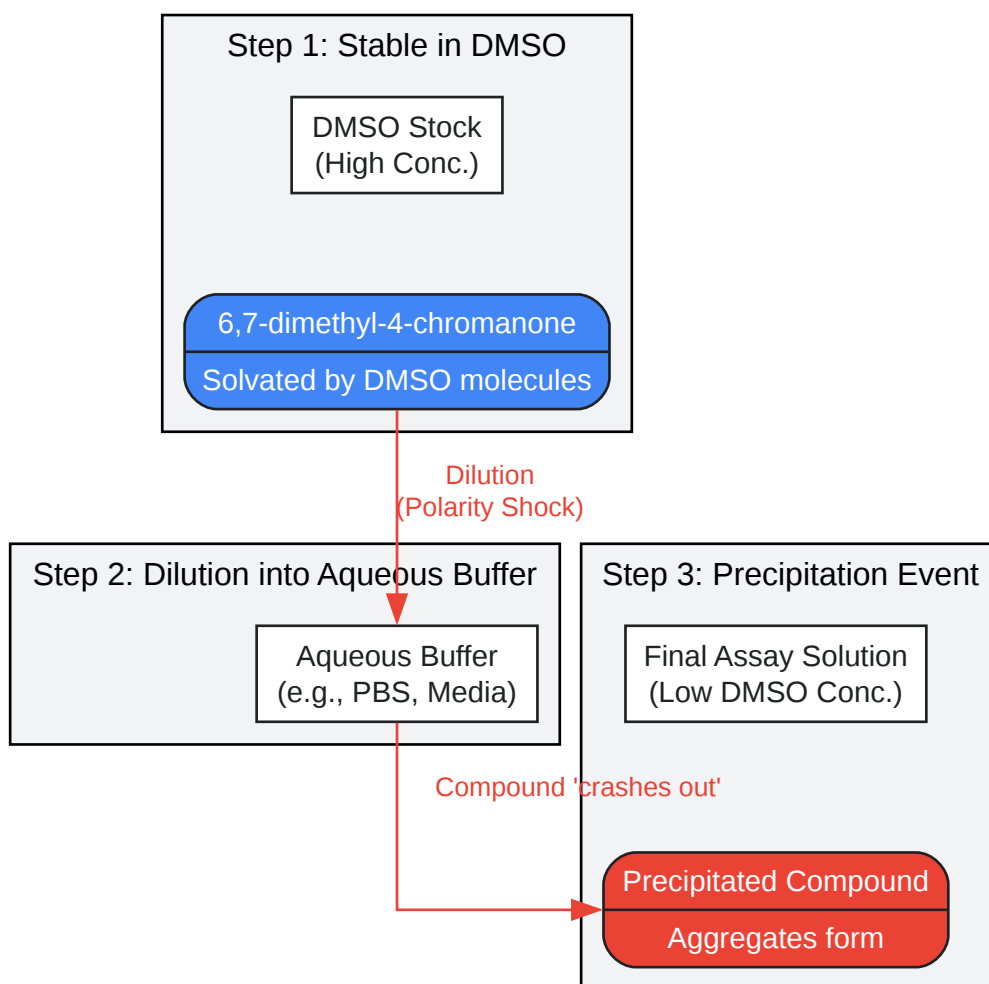 Step 1: Stable in DMSO
DMSO Stock
(High Conc.)
6,7-dimethyl-4-chromanone
Solvated by DMSO molecules
Dilution
(Polarity Shock)
Step 2: Dilution into Aqueous Buffer
Aqueous Buffer
(e.g., PBS, Media)
Step 3: Precipitation Event
Final Assay Solution
(Low DMSO Conc.)
Compound 'crashes out'
Precipitated Compound
Aggregates form